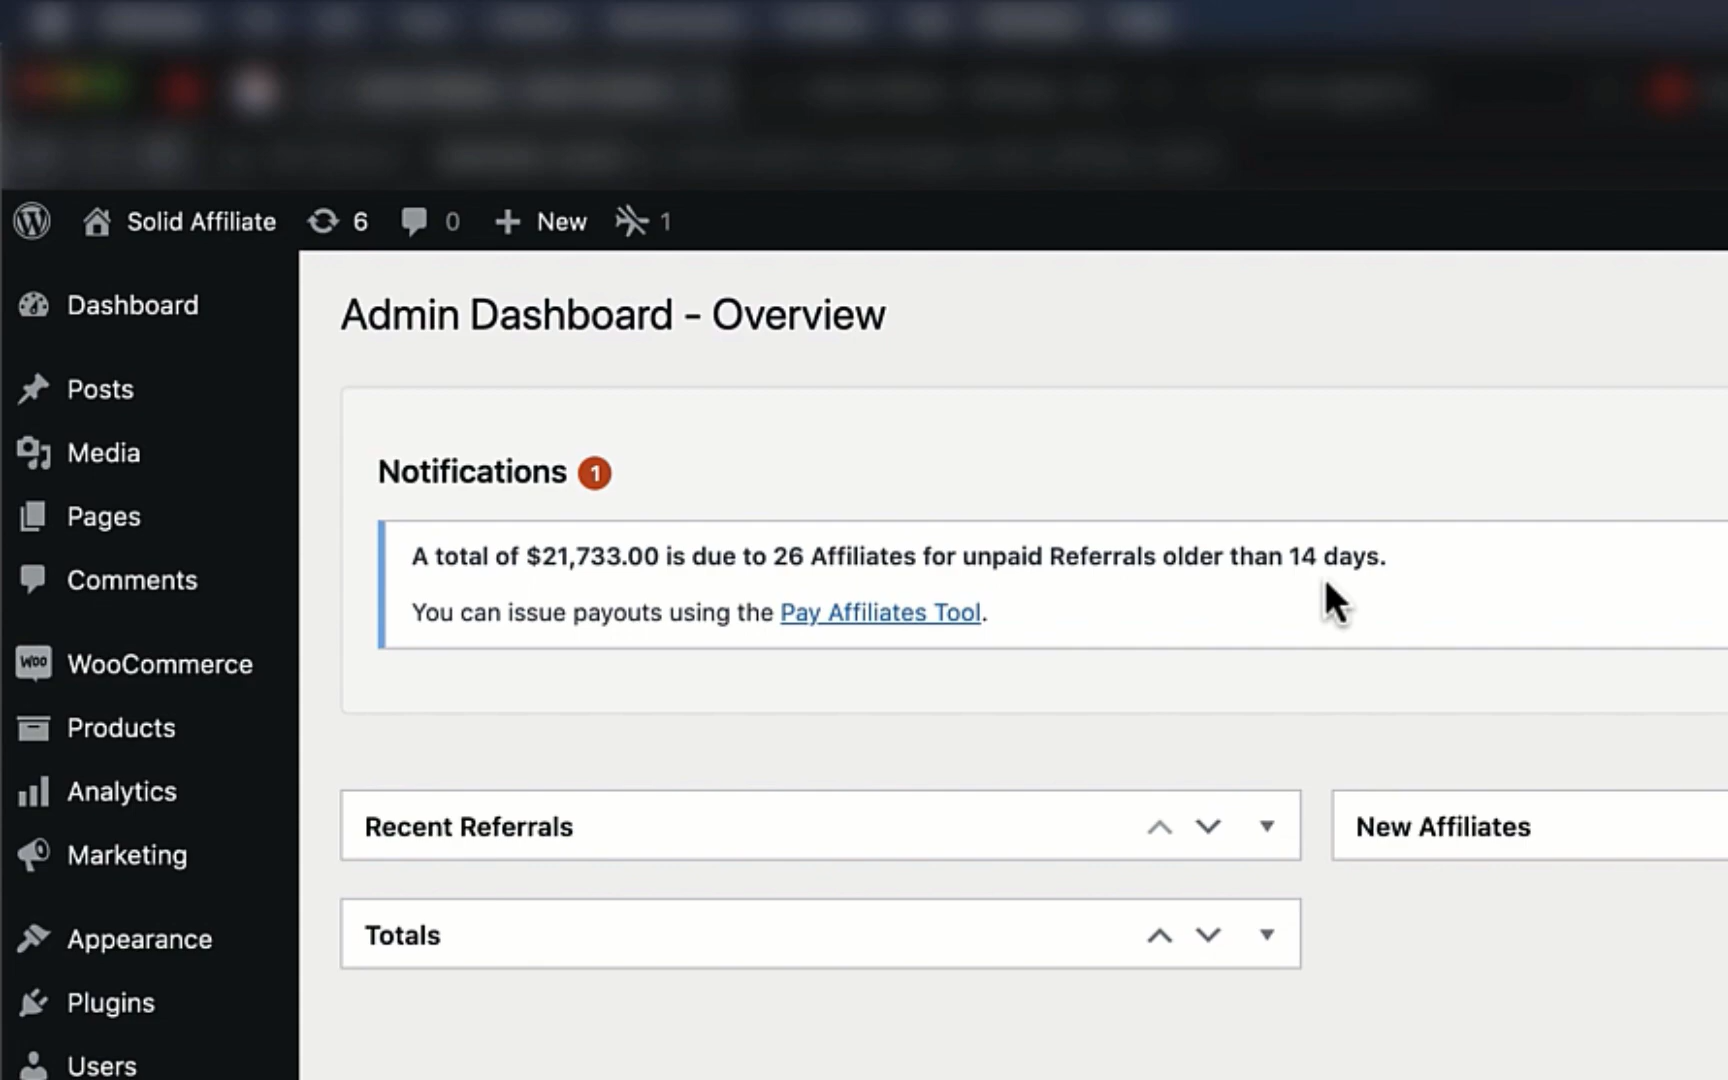 Solid Affiliate 6 0 + New 1
Dashboard
Posts
Media
Pages
Comments
WooCommerce
Products
Analytics
Marketing
Appearance
Plugins
Users
Admin Dashboard - Overview
Notifications 1
A total of $21,733.00 is due to 26 Affiliates for unpaid Referrals older than 14 days.
You can issue payouts using the Pay Affiliates Tool.
Recent Referrals
New Affiliates
Totals